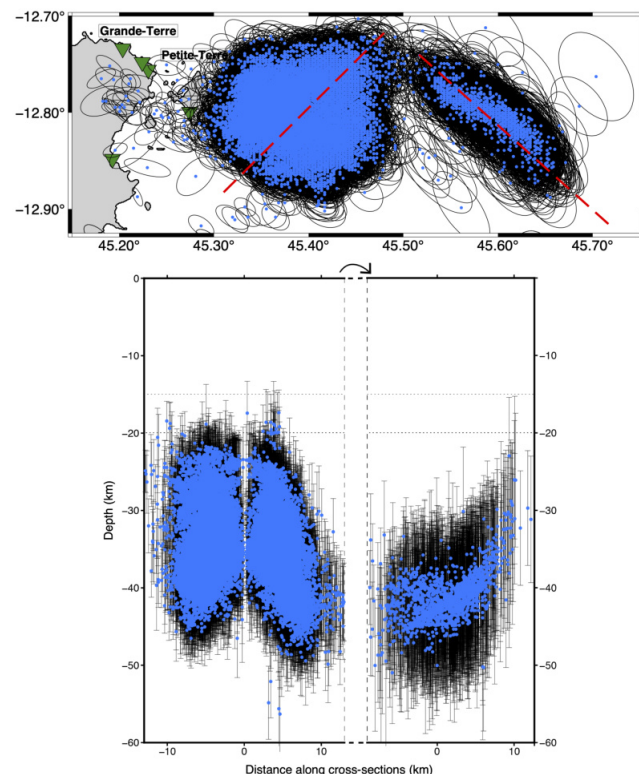 −12.70°
Grande-Terre
Petite-Terre
−12.80°
−12.90°
45.20° 45.30° 45.40° 45.50° 45.60° 45.70°
0 0
−10 −10
−20 −20
Depth (km)
−30 −30
−40 −40
−50 −50
−60 −60
−10 0 10 0 10
Distance along cross-sections (km)